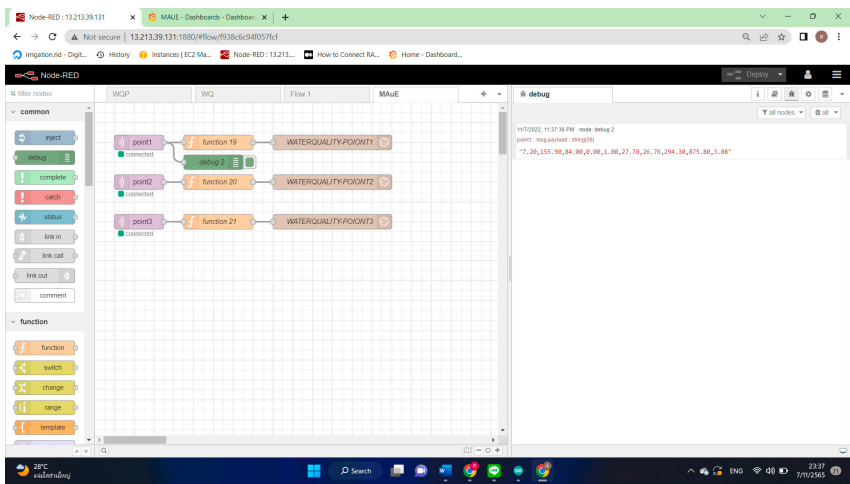 Node-RED : 13.213.39.131
MAUE - Dashboards - Dashboar
Not secure | 13.213.39.131:1880/#flow/f938c6c94f057fcf
irrigation.rid - Digit...
History
Instances | EC2 Ma...
Node-RED : 13.213....
How to Connect RA...
Home - Dashboard...
Node-RED
Deploy
filter nodes
WQP
WQ
Flow 1
MAuE
debug
i
common
all nodes
all
inject
debug
complete
catch
status
link in
link call
link out
comment
function
function
switch
change
range
template
point1
connected
function 19
WATERQUALITY-POIONT1
debug 2
point2
connected
function 20
WATERQUALITY-POIONT2
point3
connected
function 21
WATERQUALITY-POIONT3
11/7/2022, 11:37:36 PM node: debug 2
point1 : msg.payload : string[58]
"7.20,155.90,84.00,0.00,1.00,27.78,26.76,294.30,875.80,3.08"
28°C
Search
ENG
23:37
7/11/2565